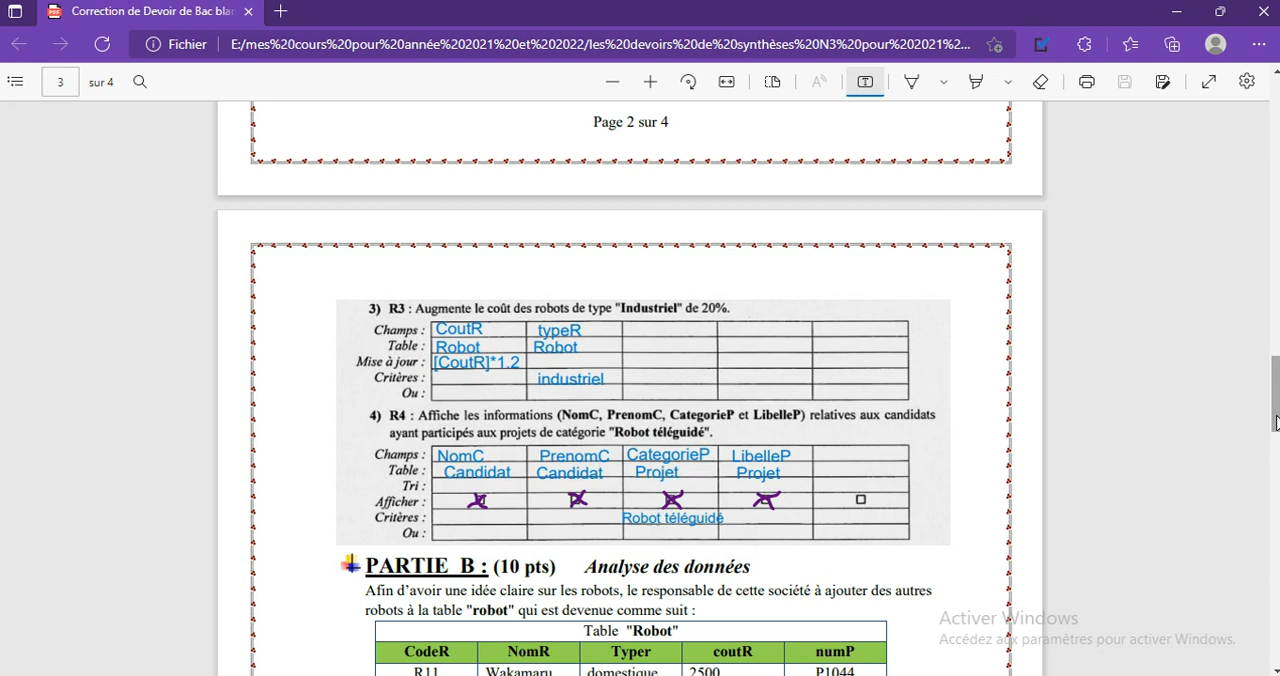 Correction de Devoir de Bac bla
Fichier E:/mes%20cours%20pour%20année%202021%20et%202022/les%20devoirs%20de%20synthèses%20N3%20pour%202021%2...
3 sur 4
Page 2 sur 4
3) R3 : Augmente le coût des robots de type "Industriel" de 20%.
Champs : CoutR typeR
Table : Robot Robot
Mise à jour : [CoutR]*1.2
Critères : industriel
Ou :
4) R4 : Affiche les informations (NomC, PrenomC, CategorieP et LibelleP) relatives aux candidats
ayant participés aux projets de catégorie "Robot téléguidé".
Champs : NomC PrenomC CategorieP LibelleP
Table : Candidat Candidat Projet Projet
Tri :
Afficher :
Critères : Robot téléguidé
Ou :
PARTIE B : (10 pts) Analyse des données
Afin d'avoir une idée claire sur les robots, le responsable de cette société à ajouter des autres
robots à la table "robot" qui est devenue comme suit :
Table "Robot"
CodeR NomR Typer coutR numP
R11 Wakamaru domestique 2500 P1044
Activer Windows
Accédez aux paramètres pour activer Windows.